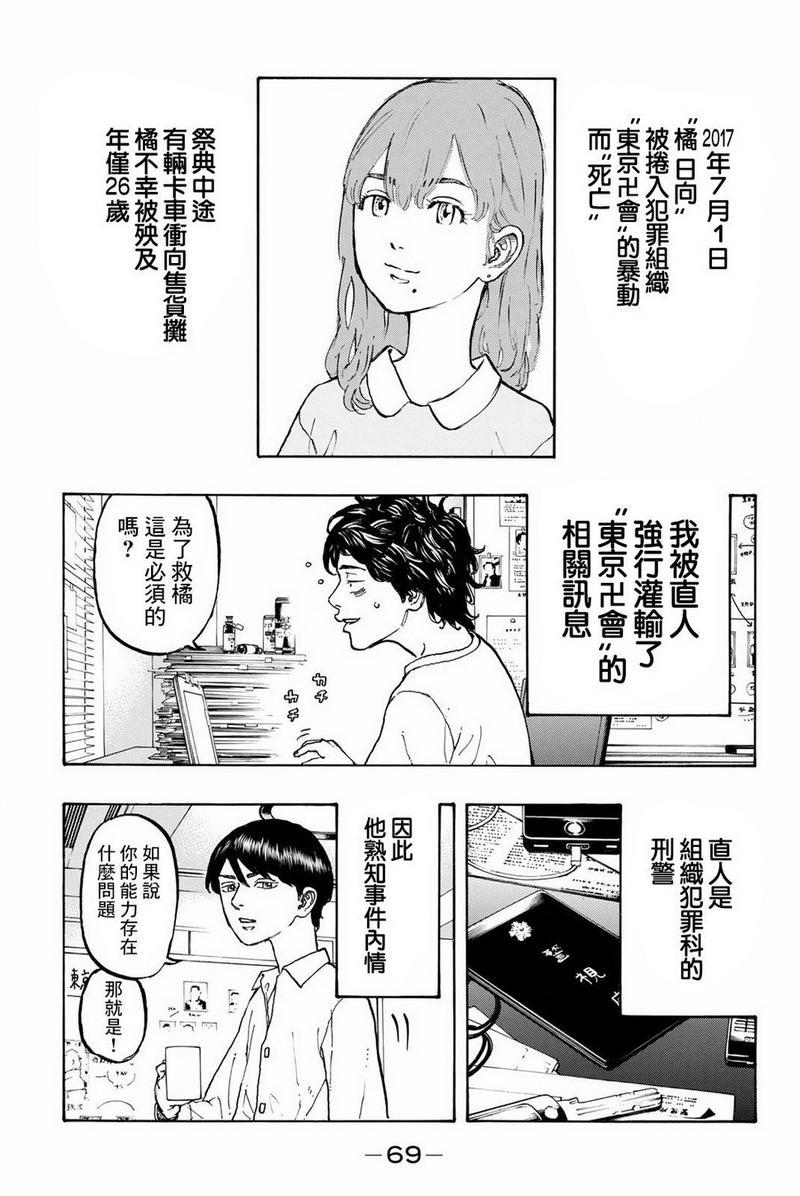 2017年7月1日
"橘 日向"
被捲入犯罪組織
"東京卍會"的暴動
而"死亡"
祭典中途
有輛卡車衝向售貨攤
橘不幸被殃及
年僅26歲
我被直人
強行灌輸了
"東京卍會"的
相關訊息
為了救橘
這是必須的
嗎？
カチ
カチ
直人是
組織犯罪科的
刑警
警視
因此
他熟知事件內情
如果說
你的能力存在
什麼問題
那就是！
東京
—69—